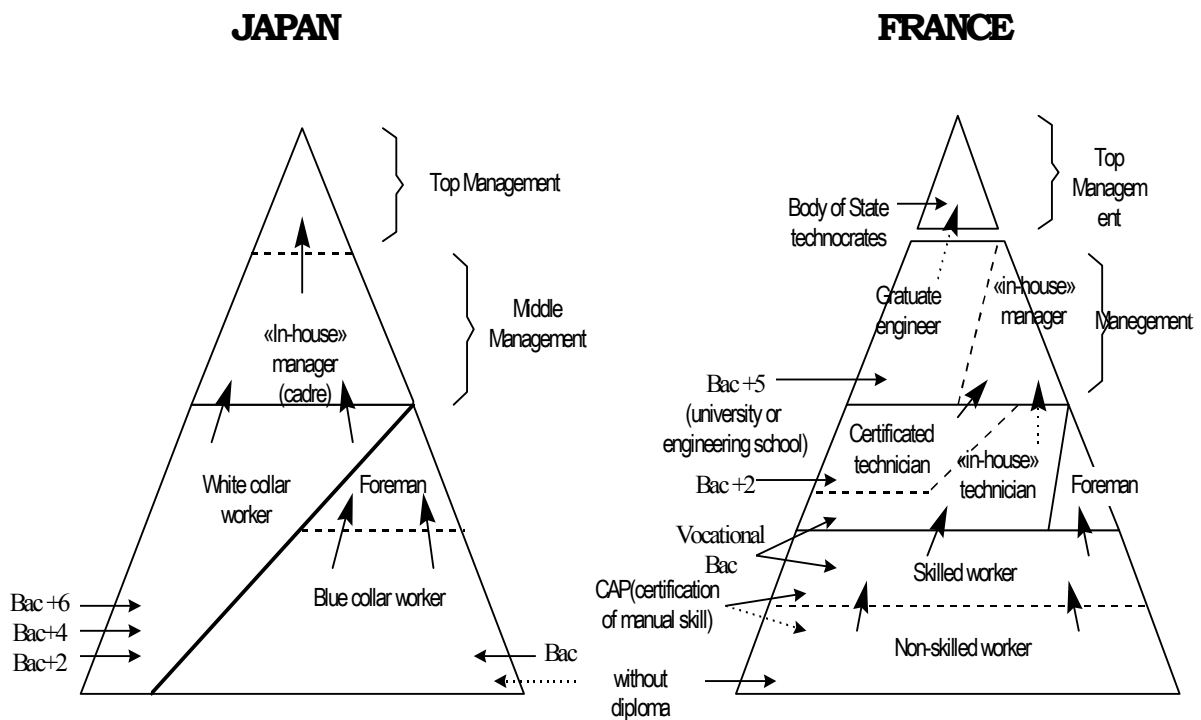 JAPAN
Top Management
Middle
Management
«In-house»
manager
(cadre)
White collar
worker
Foreman
Blue collar worker
Bac +6
Bac+4
Bac+2
Bac
without
diploma
FRANCE
Top
Managem
ent
Body of State
technocrates
Gratuate
engineer
«in-house»
manager
Manegement
Bac +5
(university or
engineering school)
Certificated
technician
«in-house»
technician
Foreman
Bac +2
Vocational
Bac
Skilled worker
CAP(certification
of manual skill)
Non-skilled worker